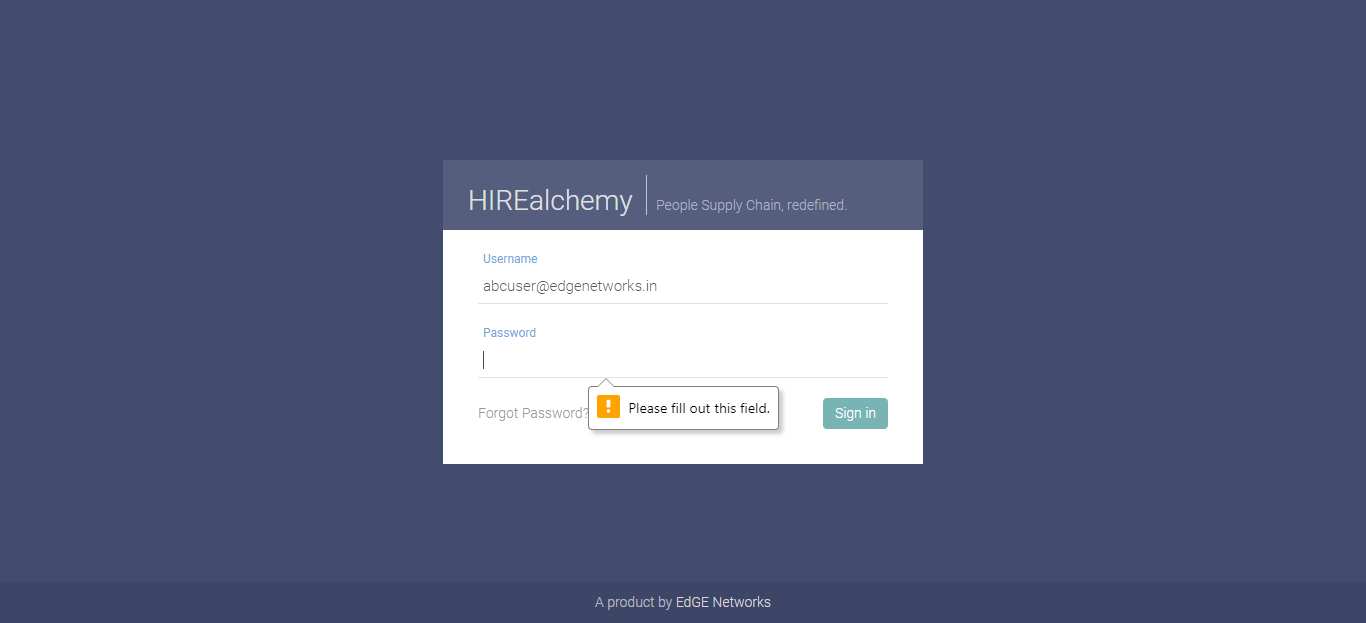 HIREalchemy People Supply Chain, redefined.
Username
abcuser@edgenetworks.in
Password
Please fill out this field.
Forgot Password? Sign in
A product by EdGE Networks